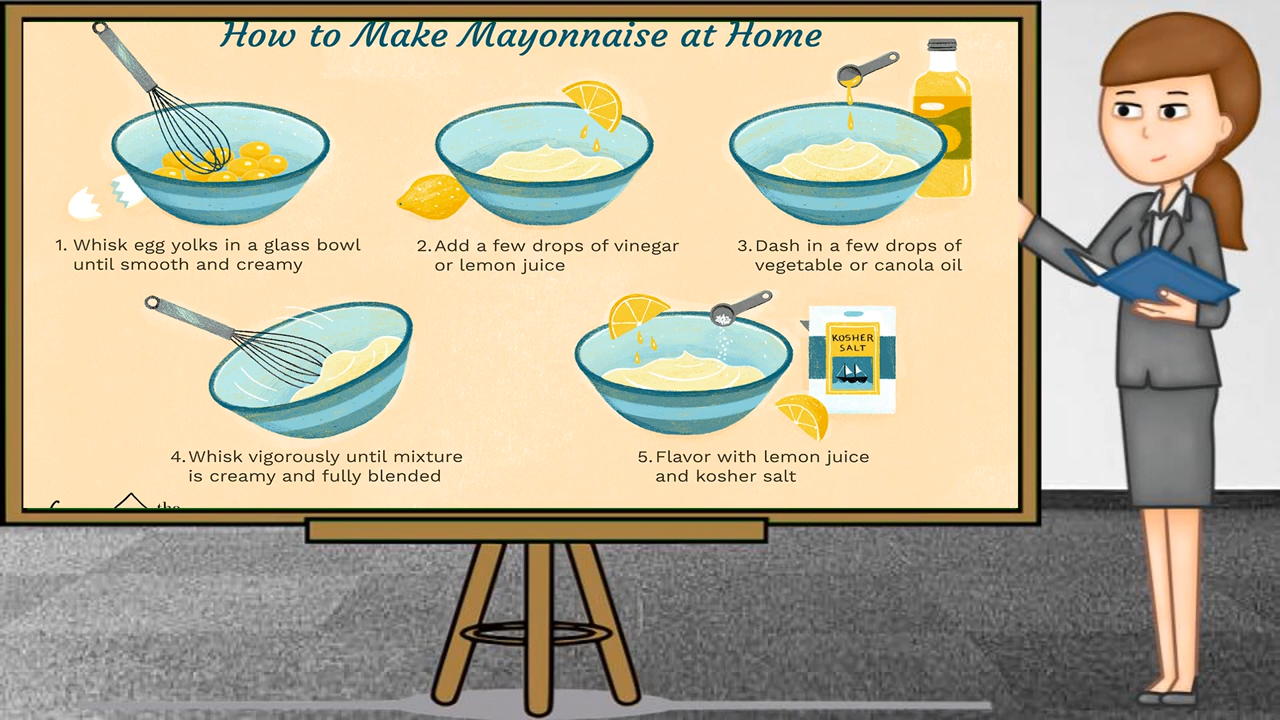 How to Make Mayonnaise at Home
1. Whisk egg yolks in a glass bowl
until smooth and creamy
2. Add a few drops of vinegar
or lemon juice
3. Dash in a few drops of
vegetable or canola oil
KOSHER
SALT
4. Whisk vigorously until mixture
is creamy and fully blended
5. Flavor with lemon juice
and kosher salt
the